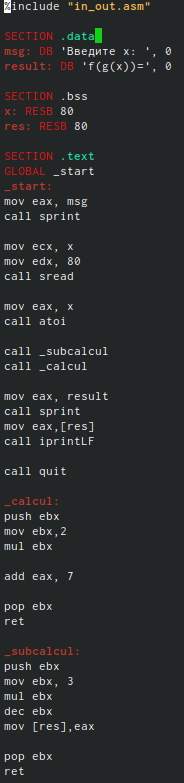 %include "in_out.asm"
SECTION .data
msg: DB 'Введите x: ', 0
result: DB 'f(g(x))=', 0
SECTION .bss
x: RESB 80
res: RESB 80
SECTION .text
GLOBAL _start
_start:
mov eax, msg
call sprint
mov ecx, x
mov edx, 80
call sread
mov eax, x
call atoi
call _subcalcul
call _calcul
mov eax, result
call sprint
mov eax,[res]
call iprintLF
call quit
_calcul:
push ebx
mov ebx,2
mul ebx
add eax, 7
pop ebx
ret
_subcalcul:
push ebx
mov ebx, 3
mul ebx
dec ebx
mov [res],eax
pop ebx
ret